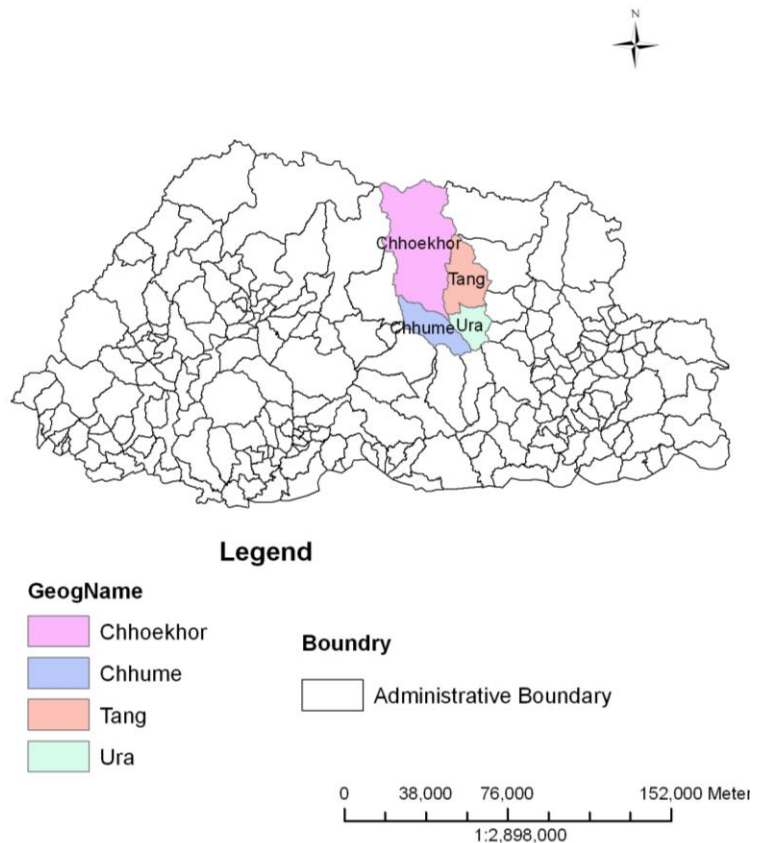 N
Chhoekhor
Tang
Chhume Ura
Legend
GeogName
Chhoekhor
Chhume
Tang
Ura
Boundry
Administrative Boundary
0 38,000 76,000 152,000 Meter
1:2,898,000